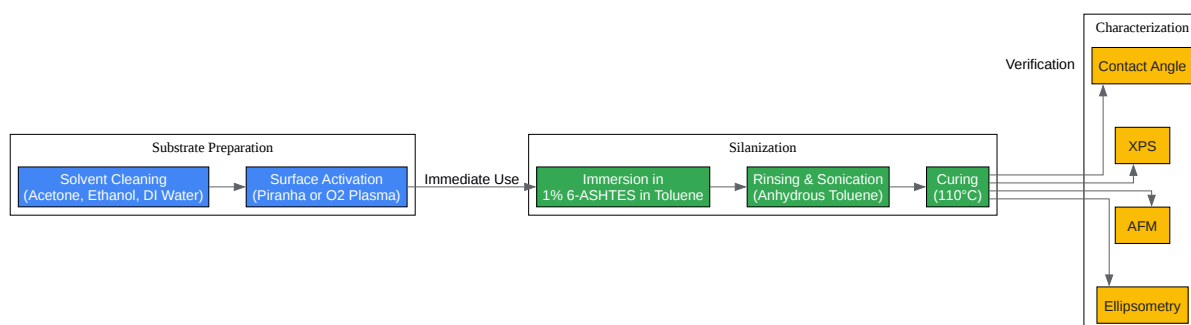 Substrate Preparation
Solvent Cleaning
(Acetone, Ethanol, DI Water)
Surface Activation
(Piranha or O2 Plasma)
Immediate Use
Silanization
Immersion in
1% 6-ASHTES in Toluene
Rinsing & Sonication
(Anhydrous Toluene)
Curing
(110°C)
Verification
Characterization
Contact Angle
XPS
AFM
Ellipsometry